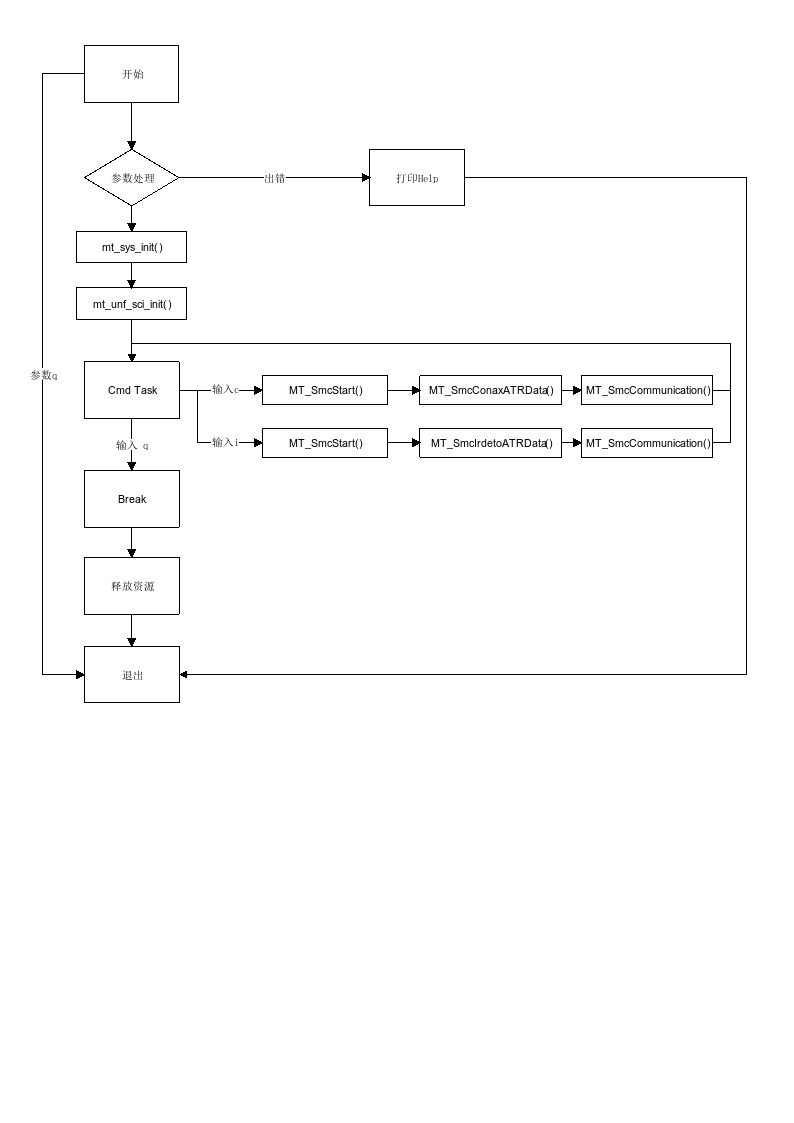 开始
参数处理
出错
打印Help
mt_sys_init()
mt_unf_sci_init()
参数q
Cmd Task
输入c
MT_SmcStart()
MT_SmcConaxATRData()
MT_SmcCommunication()
输入i
MT_SmcStart()
MT_SmcIrdetoATRData()
MT_SmcCommunication()
输入 q
Break
释放资源
退出